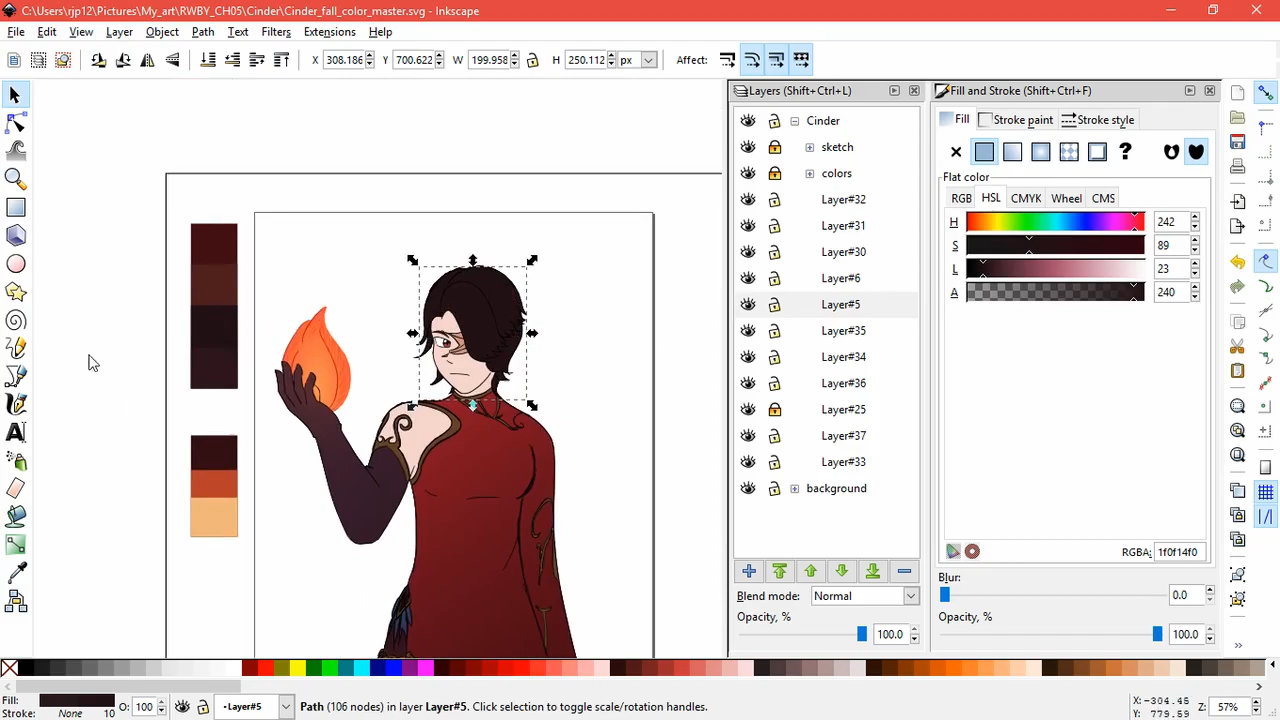 C:\Users\rjp12\Pictures\My_art\RWBY_CH05\Cinder\Cinder_fall_color_master.svg - Inkscape
File Edit View Layer Object Path Text Filters Extensions Help
X 308.186 Y 700.622 W 199.958 H 250.112 px Affect:
Layers (Shift+Ctrl+L)
Cinder
sketch
colors
Layer#32
Layer#31
Layer#30
Layer#6
Layer#5
Layer#35
Layer#34
Layer#36
Layer#25
Layer#37
Layer#33
background
Blend mode: Normal
Opacity, % 100.0
Fill and Stroke (Shift+Ctrl+F)
Fill Stroke paint Stroke style
Flat color
RGB HSL CMYK Wheel CMS
H 242
S 89
L 23
A 240
RGBA: 1f0f14f0
Blur: 0.0
Opacity, % 100.0
Fill: O: 100 Layer#5 Path (106 nodes) in layer Layer#5. Click selection to toggle scale/rotation handles. X: -304.45 Z: 57%
Stroke: None 10 Y: 779.59